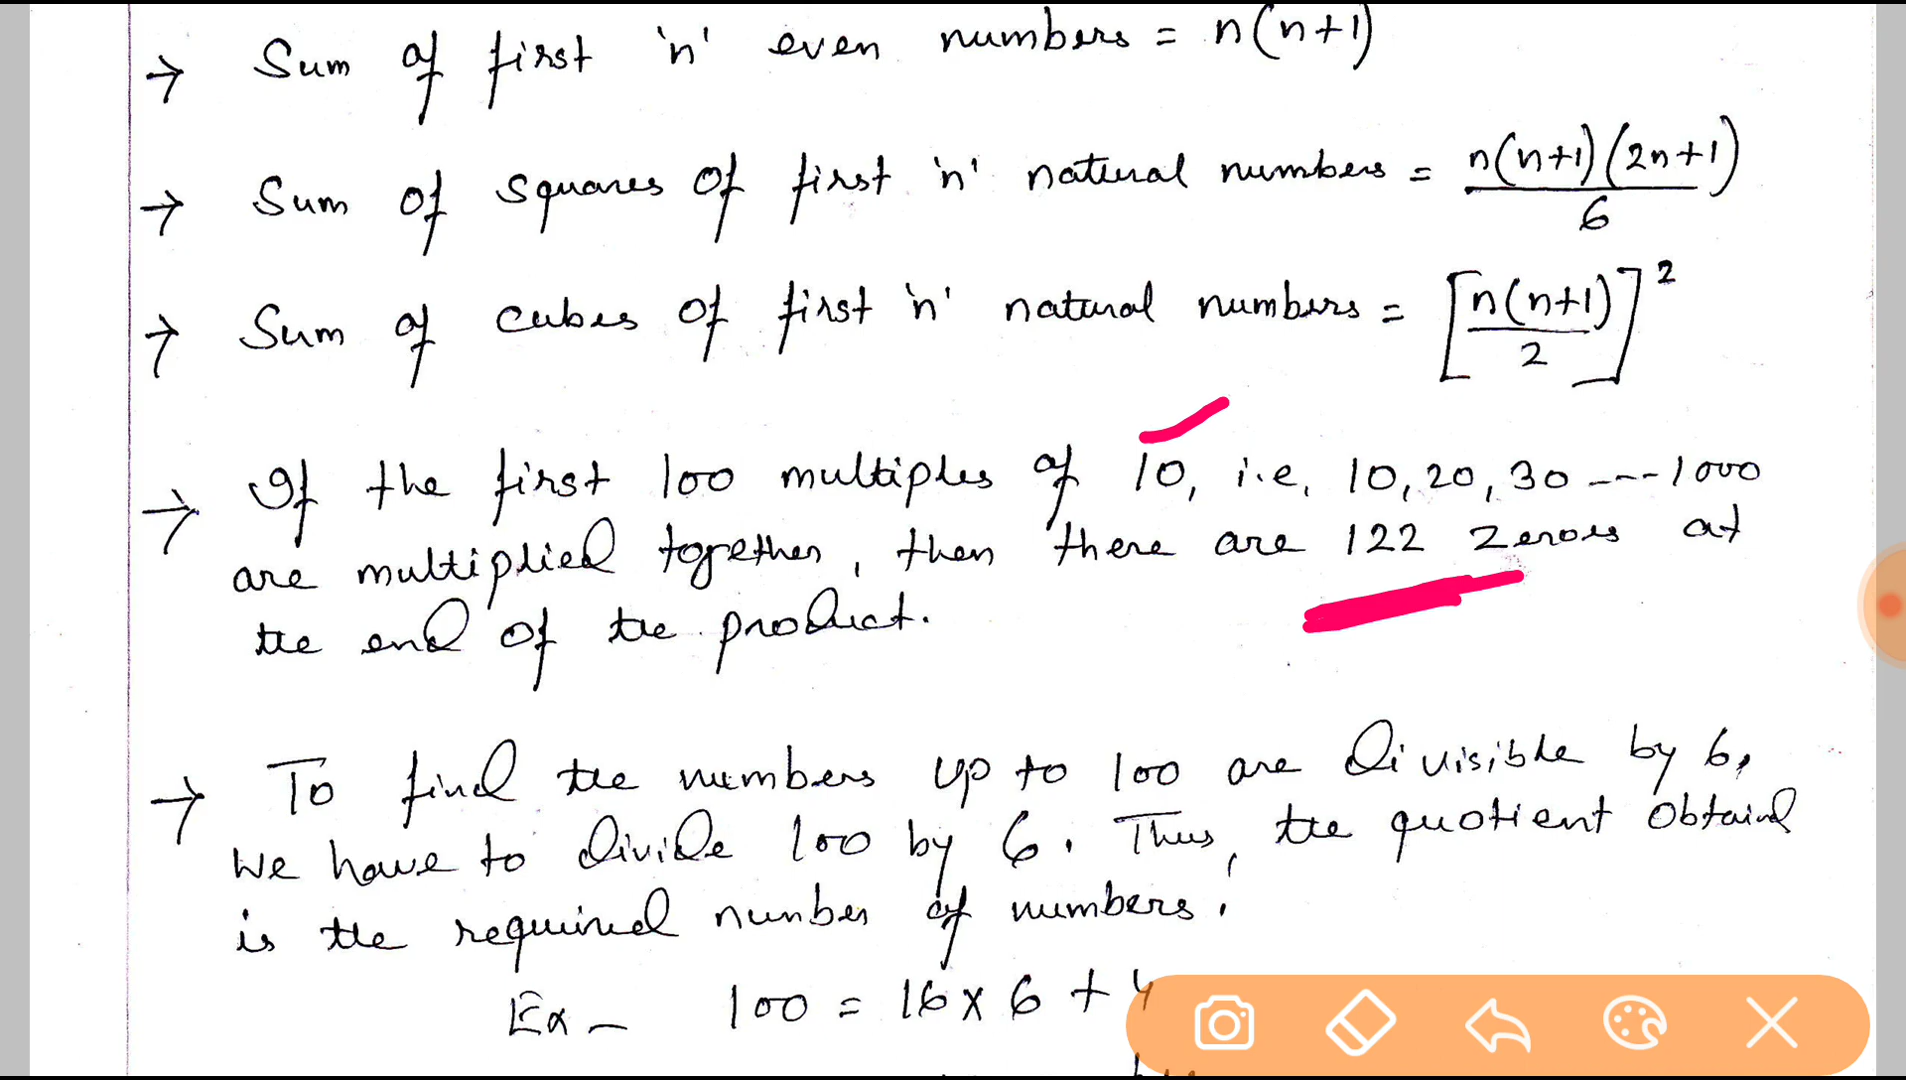 → Sum of first 'n' even numbers = n(n+1)
→ Sum of squares of first 'n' natural numbers = n(n+1)(2n+1)/6
→ Sum of cubes of first 'n' natural numbers = [n(n+1)/2]²
→ If the first 100 multiples of 10, i.e, 10, 20, 30 ---- 1000
are multiplied together, then there are 122 zeroes at
the end of the product.
→ To find the numbers up to 100 are divisible by 6,
we have to divide 100 by 6. Thus, the quotient obtained
is the required number of numbers.
Ex - 100 = 16 x 6 + 4